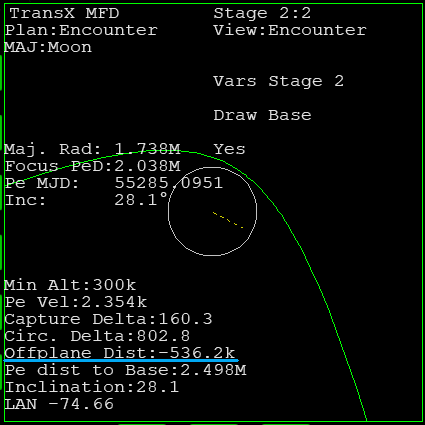 TransX MFD Stage 2:2
Plan:Encounter View:Encounter
MAJ:Moon
Vars Stage 2
Draw Base
Maj. Rad: 1.738M Yes
Focus PeD:2.038M
Pe MJD: 55285.0951
Inc: 28.1°
Min Alt:300k
Pe Vel:2.354k
Capture Delta:160.3
Circ. Delta:802.8
Offplane Dist:-536.2k
Pe dist to Base:2.498M
Inclination:28.1
LAN -74.66